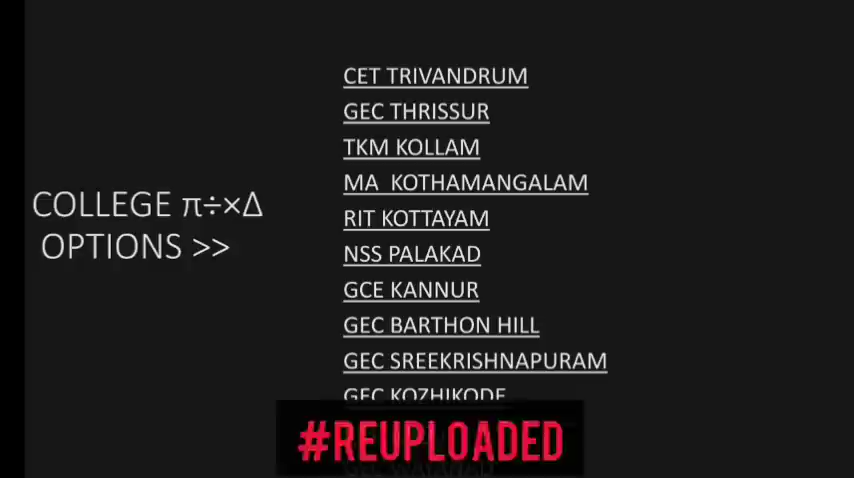 COLLEGE π÷×Δ
OPTIONS >>
CET TRIVANDRUM
GEC THRISSUR
TKM KOLLAM
MA KOTHAMANGALAM
RIT KOTTAYAM
NSS PALAKAD
GCE KANNUR
GEC BARTHON HILL
GEC SREEKRISHNAPURAM
GEC KOZHIKODE
#REUPLOADED